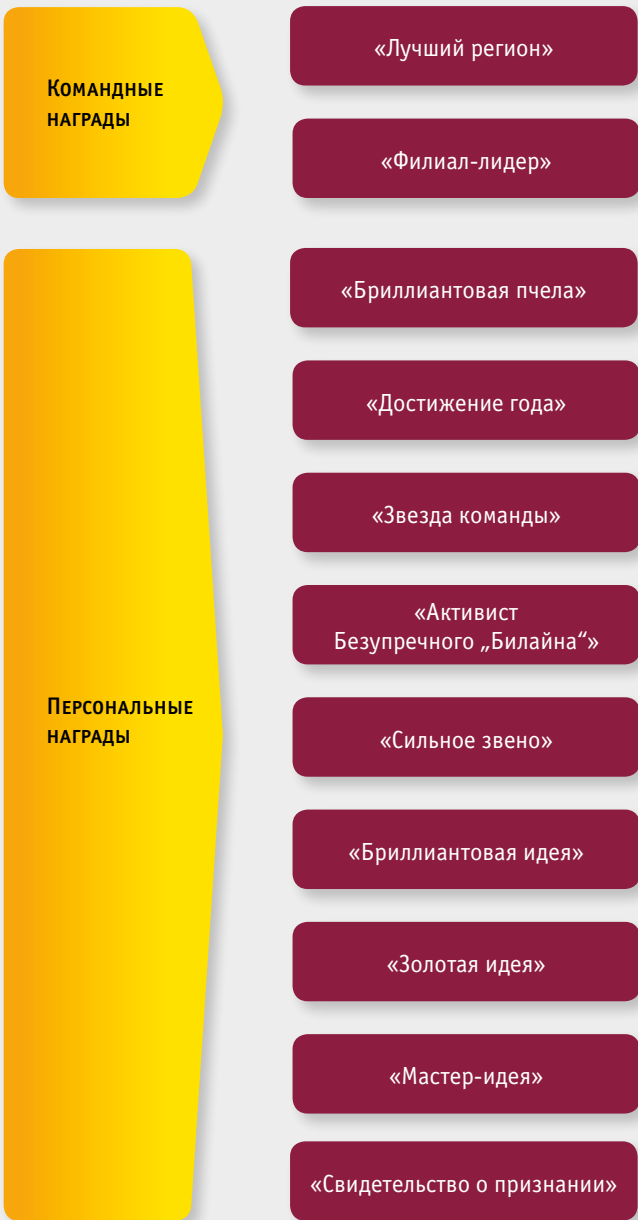 Командные
награды
«Лучший регион»
«Филиал-лидер»
Персональные
награды
«Бриллиантовая пчела»
«Достижение года»
«Звезда команды»
«Активист
Безупречного „Билайна“»
«Сильное звено»
«Бриллиантовая идея»
«Золотая идея»
«Мастер-идея»
«Свидетельство о признании»